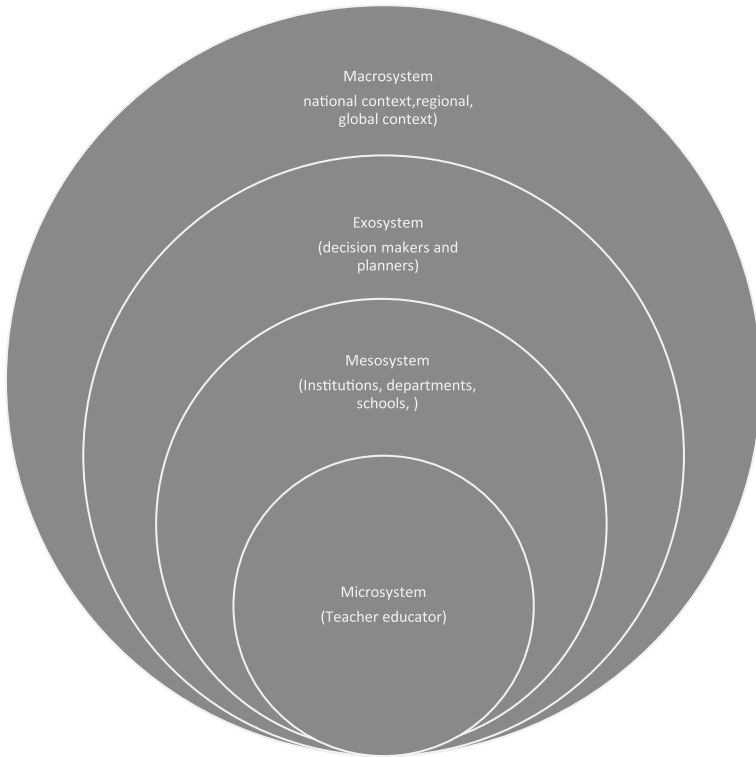 Macrosystem
national context,regional,
global context)
Exosystem
(decision makers and
planners)
Mesosystem
(Institutions, departments,
schools, )
Microsystem
(Teacher educator)